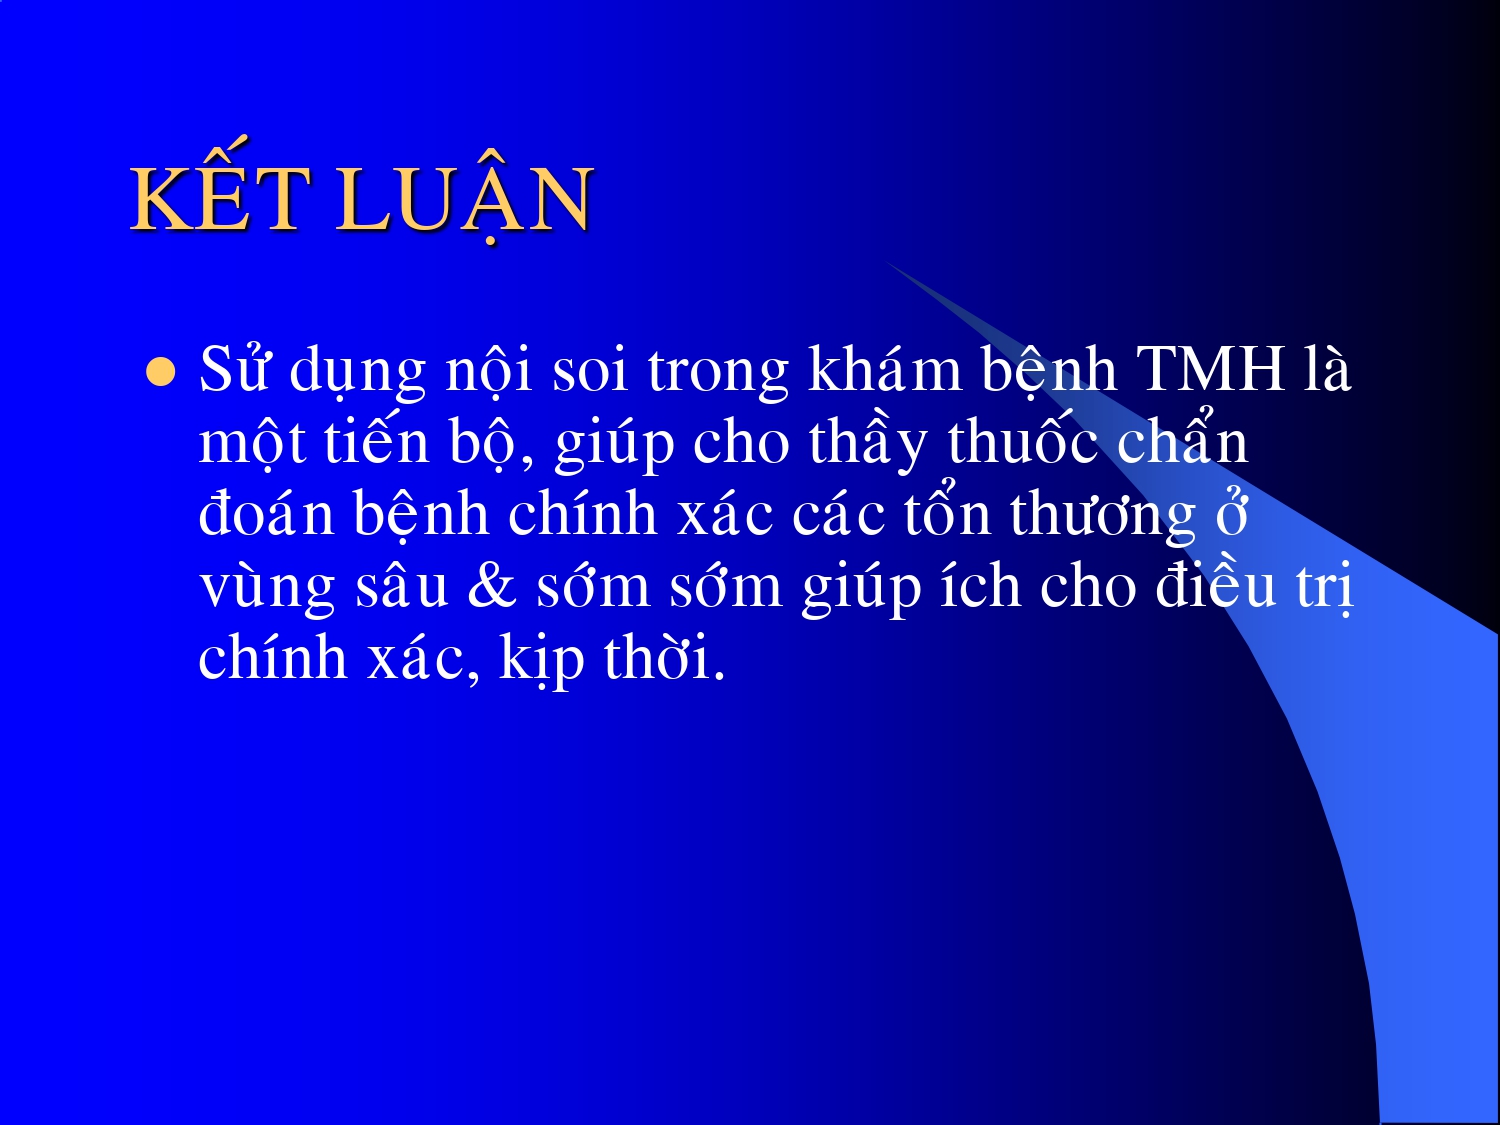 KẾT LUẬN
Sử dụng nội soi trong khám bệnh TMH là
một tiến bộ, giúp cho thầy thuốc chẩn
đoán bệnh chính xác các tổn thương ở
vùng sâu & sớm sớm giúp ích cho điều trị
chính xác, kịp thời.